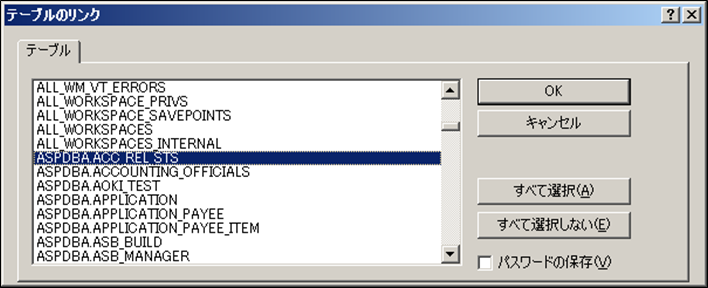 テーブルのリンク
テーブル
ALL_WM_VT_ERRORS
ALL_WORKSPACE_PRIVS
ALL_WORKSPACE_SAVEPOINTS
ALL_WORKSPACES
ALL_WORKSPACES_INTERNAL
ASPDBA.ACC_REL_STS
ASPDBA.ACCOUNTING_OFFICIALS
ASPDBA.AOKI_TEST
ASPDBA.APPLICATION
ASPDBA.APPLICATION_PAYEE
ASPDBA.APPLICATION_PAYEE_ITEM
ASPDBA.ASB_BUILD
ASPDBA.ASB_MANAGER
OK
キャンセル
すべて選択(A)
すべて選択しない(E)
パスワードの保存(V)